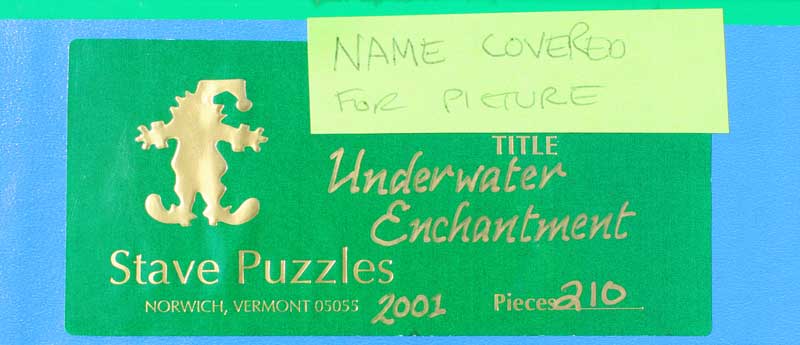 NAME COVERED
FOR PICTURE
TITLE
Underwater
Enchantment
Stave Puzzles
NORWICH, VERMONT 05055 2001 Pieces 210